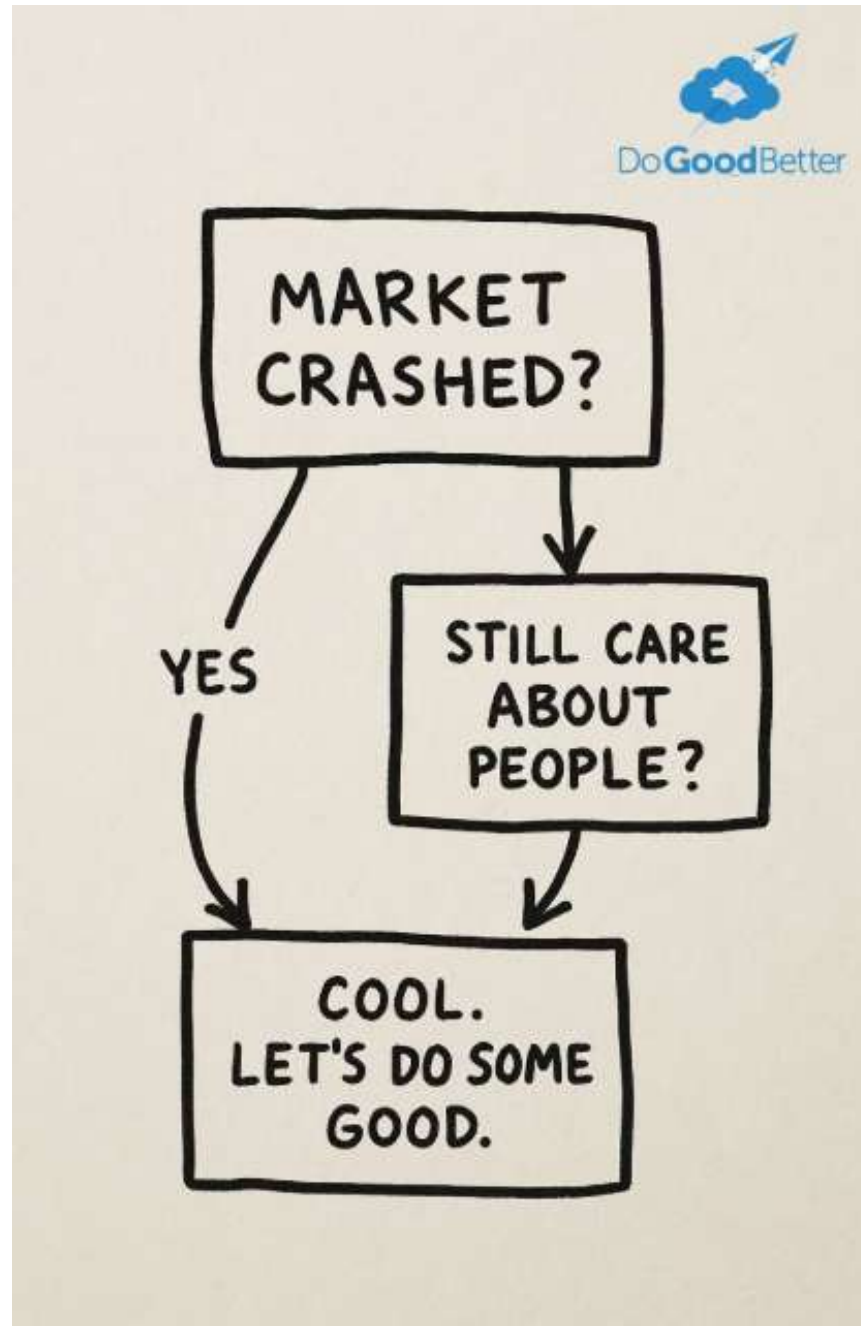 DoGoodBetter
MARKET
CRASHED?
YES
STILL CARE
ABOUT
PEOPLE?
COOL.
LET'S DO SOME
GOOD.